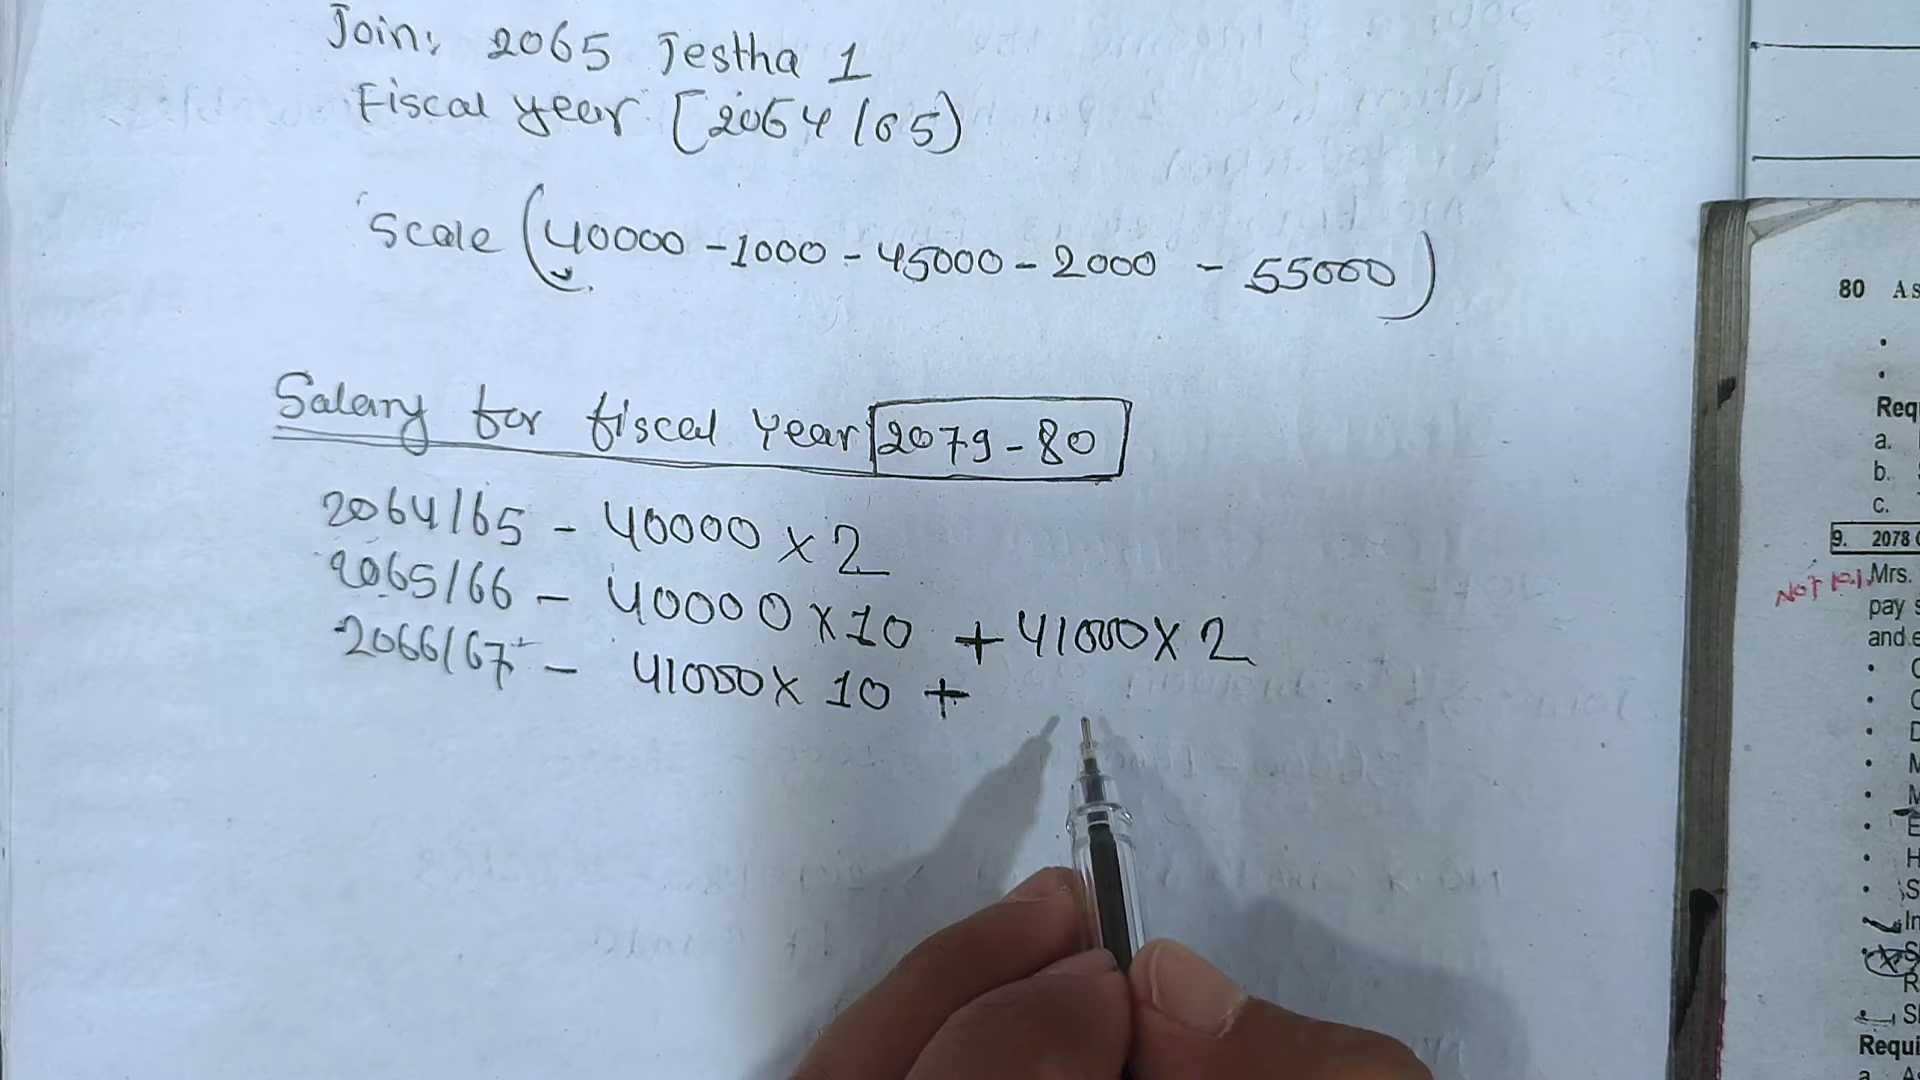 Join: 2065 Jestha 1
Fiscal year [2064/65)
Scale (40000 - 1000 - 45000 - 2000 - 55000)
Salary for fiscal Year 2079-80
2064/65 - 40000 x 2
2065/66 - 40000 x 10 + 41000 x 2
2066/67 - 41000 x 10 +
80 As
Req
a.
b.
c.
9. 2078
Mrs.
pay
and e
Requi
a